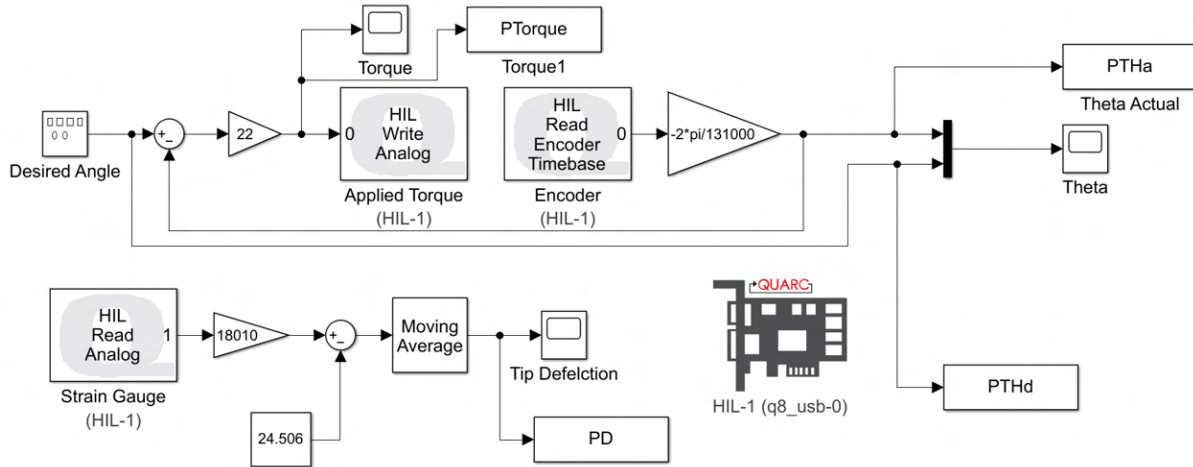 PTorque
Torque
Torque1
PTHa
Theta Actual
Desired Angle
+
-
22
0
HIL
Write
Analog
Applied Torque
(HIL-1)
HIL
Read
Encoder
Timebase
0
Encoder
(HIL-1)
-2*pi/131000
Theta
HIL
Read
Analog
1
Strain Gauge
(HIL-1)
18010
+
-
24.506
Moving
Average
Tip Defelction
PD
QUARC
HIL-1 (q8_usb-0)
PTHd